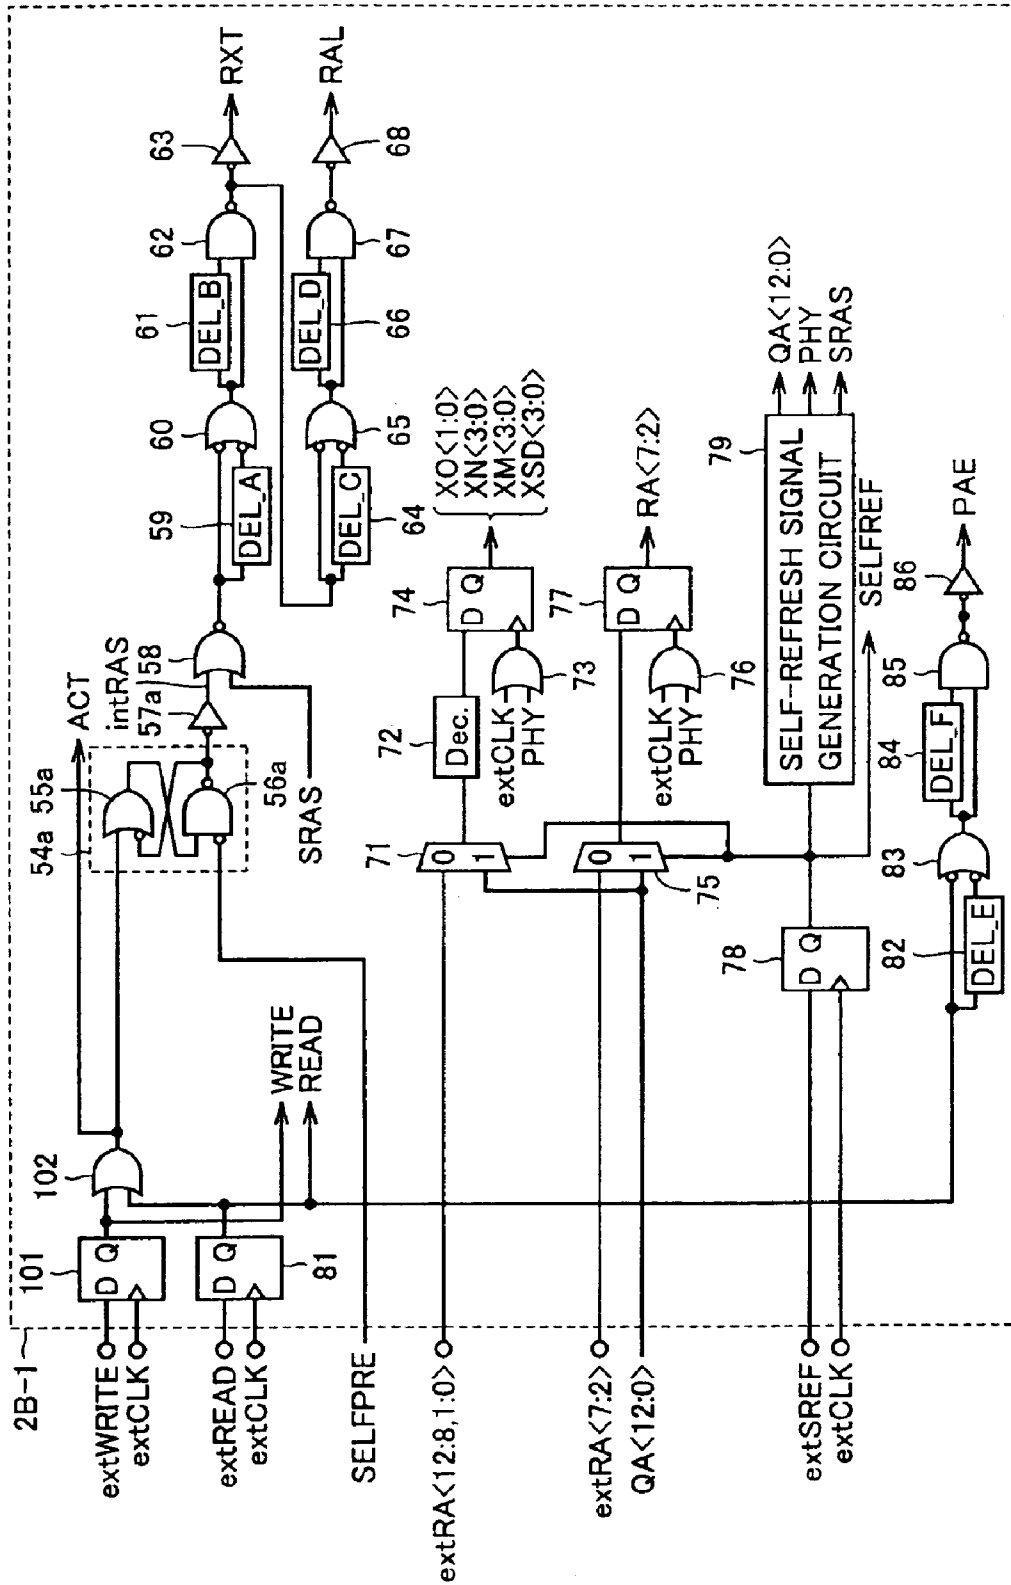 2B-1
extWRITE
extCLK
101
D Q
102
ACT
54a
55a
56a
intRAS
57a
58
SRAS
59
DEL_A
60
61
DEL_B
62
63
RXT
extREAD
extCLK
D Q
81
WRITE
READ
SELFPRE
64
DEL_C
65
66
DEL_D
67
68
RAL
extRA<12:8,1:0>
71
0
1
72
Dec.
extCLK
PHY
73
74
D Q
XO<1:0>
XN<3:0>
XM<3:0>
XSD<3:0>
extRA<7:2>
QA<12:0>
0
1
75
extCLK
PHY
76
77
D Q
RA<7:2>
extSREF
extCLK
78
D Q
79
SELF-REFRESH SIGNAL
GENERATION CIRCUIT
QA<12:0>
PHY
SRAS
SELFREF
82
DEL_E
83
84
DEL_F
85
86
PAE